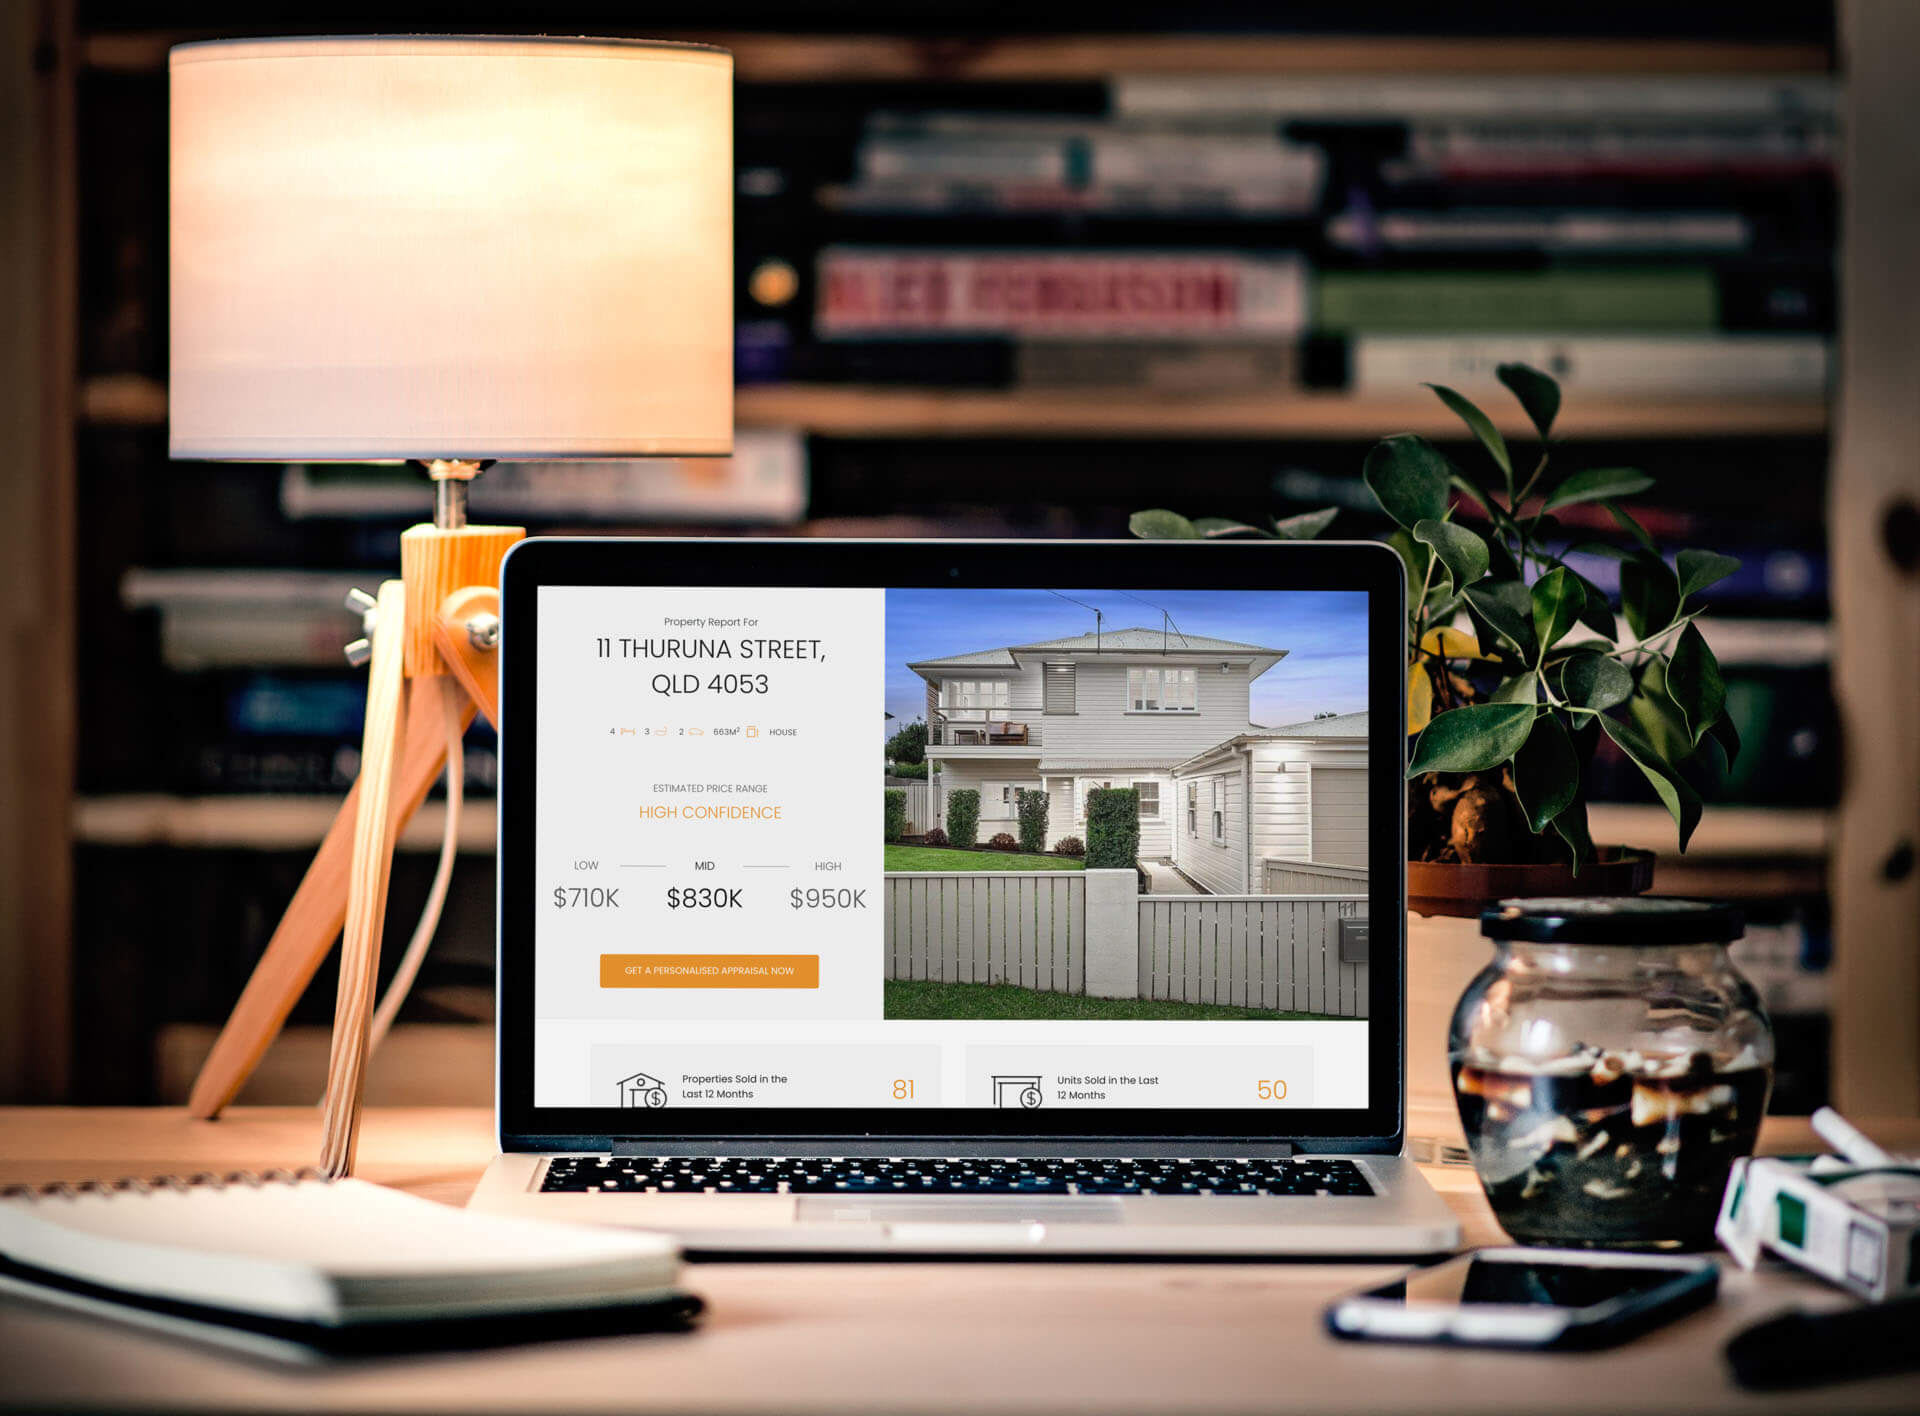 FERGUSON
Property Report For
11 THURUNA STREET,
QLD 4053
4 3 2 663M² HOUSE
ESTIMATED PRICE RANGE
HIGH CONFIDENCE
LOW MID HIGH
$710K $830K $950K
GET A PERSONALISED APPRAISAL NOW
11
Properties Sold in the
Last 12 Months
81
Units Sold in the Last
12 Months
50